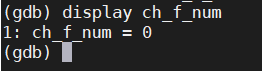 (gdb) display ch_f_num
1: ch_f_num = 0
(gdb)